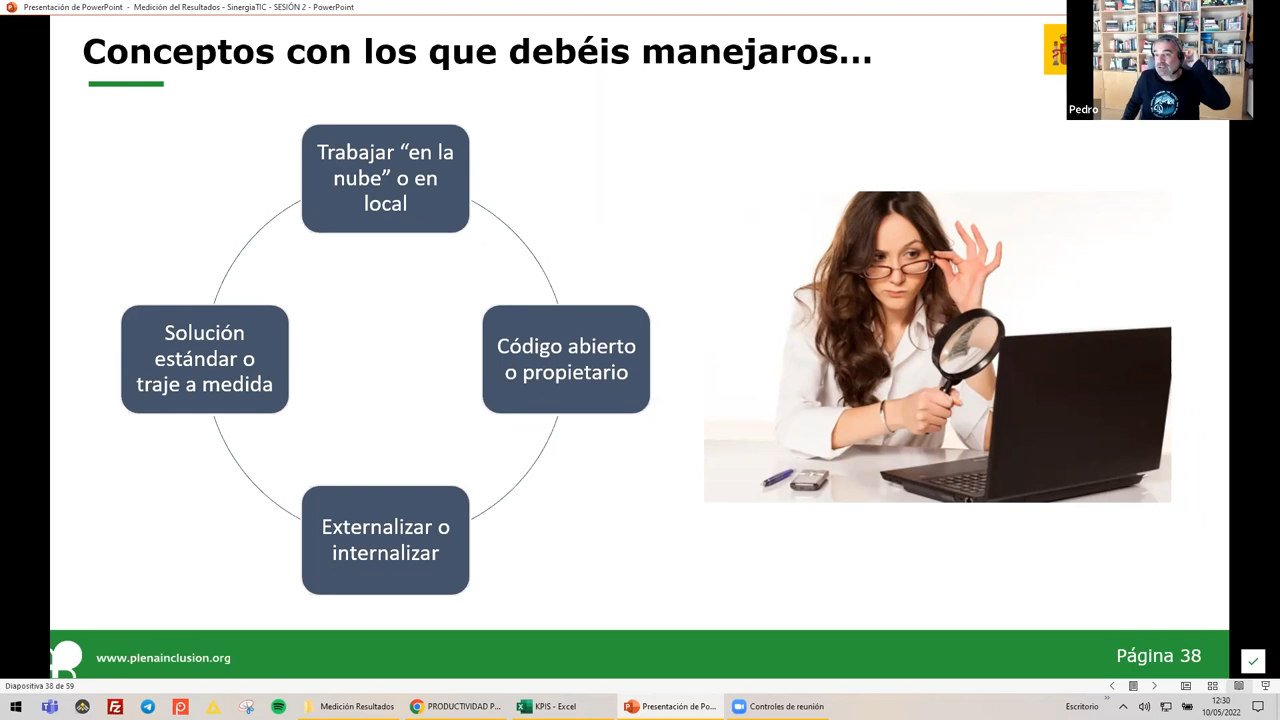 Presentación de PowerPoint - Medición del Resultados - SinergiaTIC - SESIÓN 2 - PowerPoint
Conceptos con los que debéis manejaros...
Pedro
Trabajar “en la
nube” o en
local
Solución
estándar o
traje a medida
Código abierto
o propietario
Externalizar o
internalizar
www.plenainclusion.org
Página 38
Diapositiva 38 de 59
Medición Resultados
PRODUCTIVIDAD P...
KPIS - Excel
Presentación de Po...
Controles de reunión
Escritorio
12:30
10/05/2022